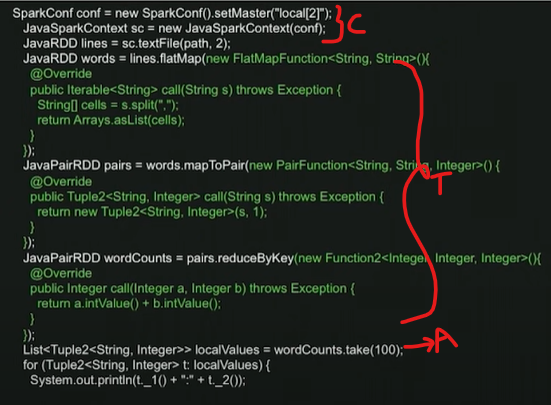 SparkConf conf = new SparkConf().setMaster("local[2]");
JavaSparkContext sc = new JavaSparkContext(conf);
JavaRDD lines = sc.textFile(path, 2);
JavaRDD words = lines.flatMap(new FlatMapFunction<String, String>(){
@Override
public Iterable<String> call(String s) throws Exception {
String[] cells = s.split(",");
return Arrays.asList(cells);
}
});
JavaPairRDD pairs = words.mapToPair(new PairFunction<String, String, Integer>() {
@Override
public Tuple2<String, Integer> call(String s) throws Exception {
return new Tuple2<String, Integer>(s, 1);
}
});
JavaPairRDD wordCounts = pairs.reduceByKey(new Function2<Integer, Integer, Integer>(){
@Override
public Integer call(Integer a, Integer b) throws Exception {
return a.intValue() + b.intValue();
}
});
List<Tuple2<String, Integer>> localValues = wordCounts.take(100);
for (Tuple2<String, Integer> t: localValues) {
System.out.println(t._1() + ":" + t._2());
C
T
A